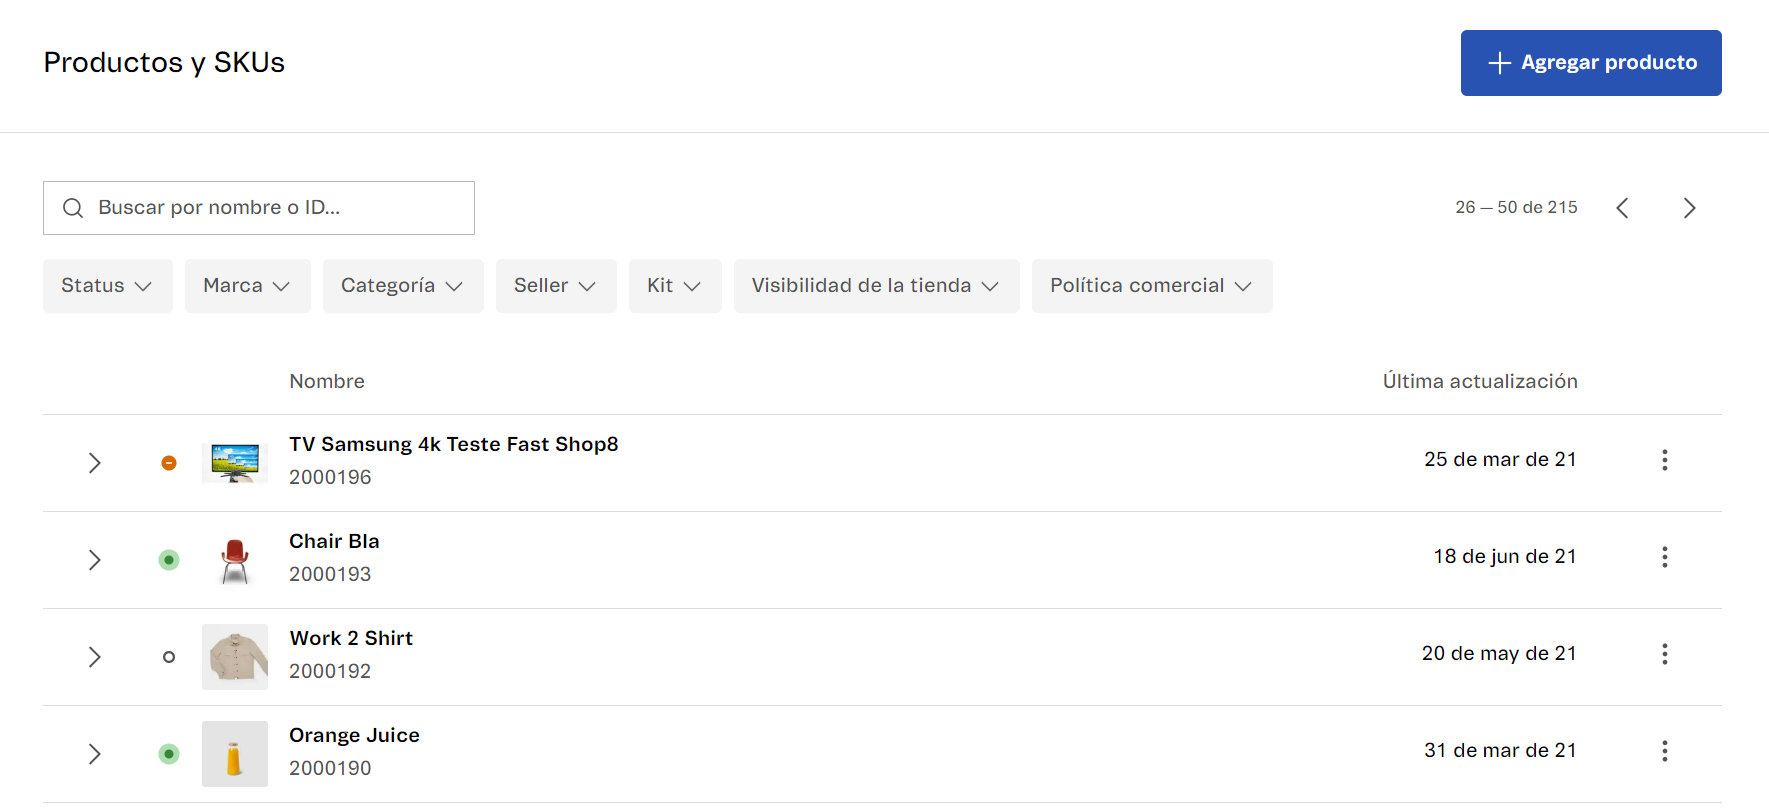 Productos y SKUs
Agregar producto
Buscar por nombre o ID...
26 — 50 de 215
Status
Marca
Categoría
Seller
Kit
Visibilidad de la tienda
Política comercial
Nombre
Última actualización
TV Samsung 4k Teste Fast Shop8
2000196
25 de mar de 21
Chair Bla
2000193
18 de jun de 21
Work 2 Shirt
2000192
20 de may de 21
Orange Juice
2000190
31 de mar de 21